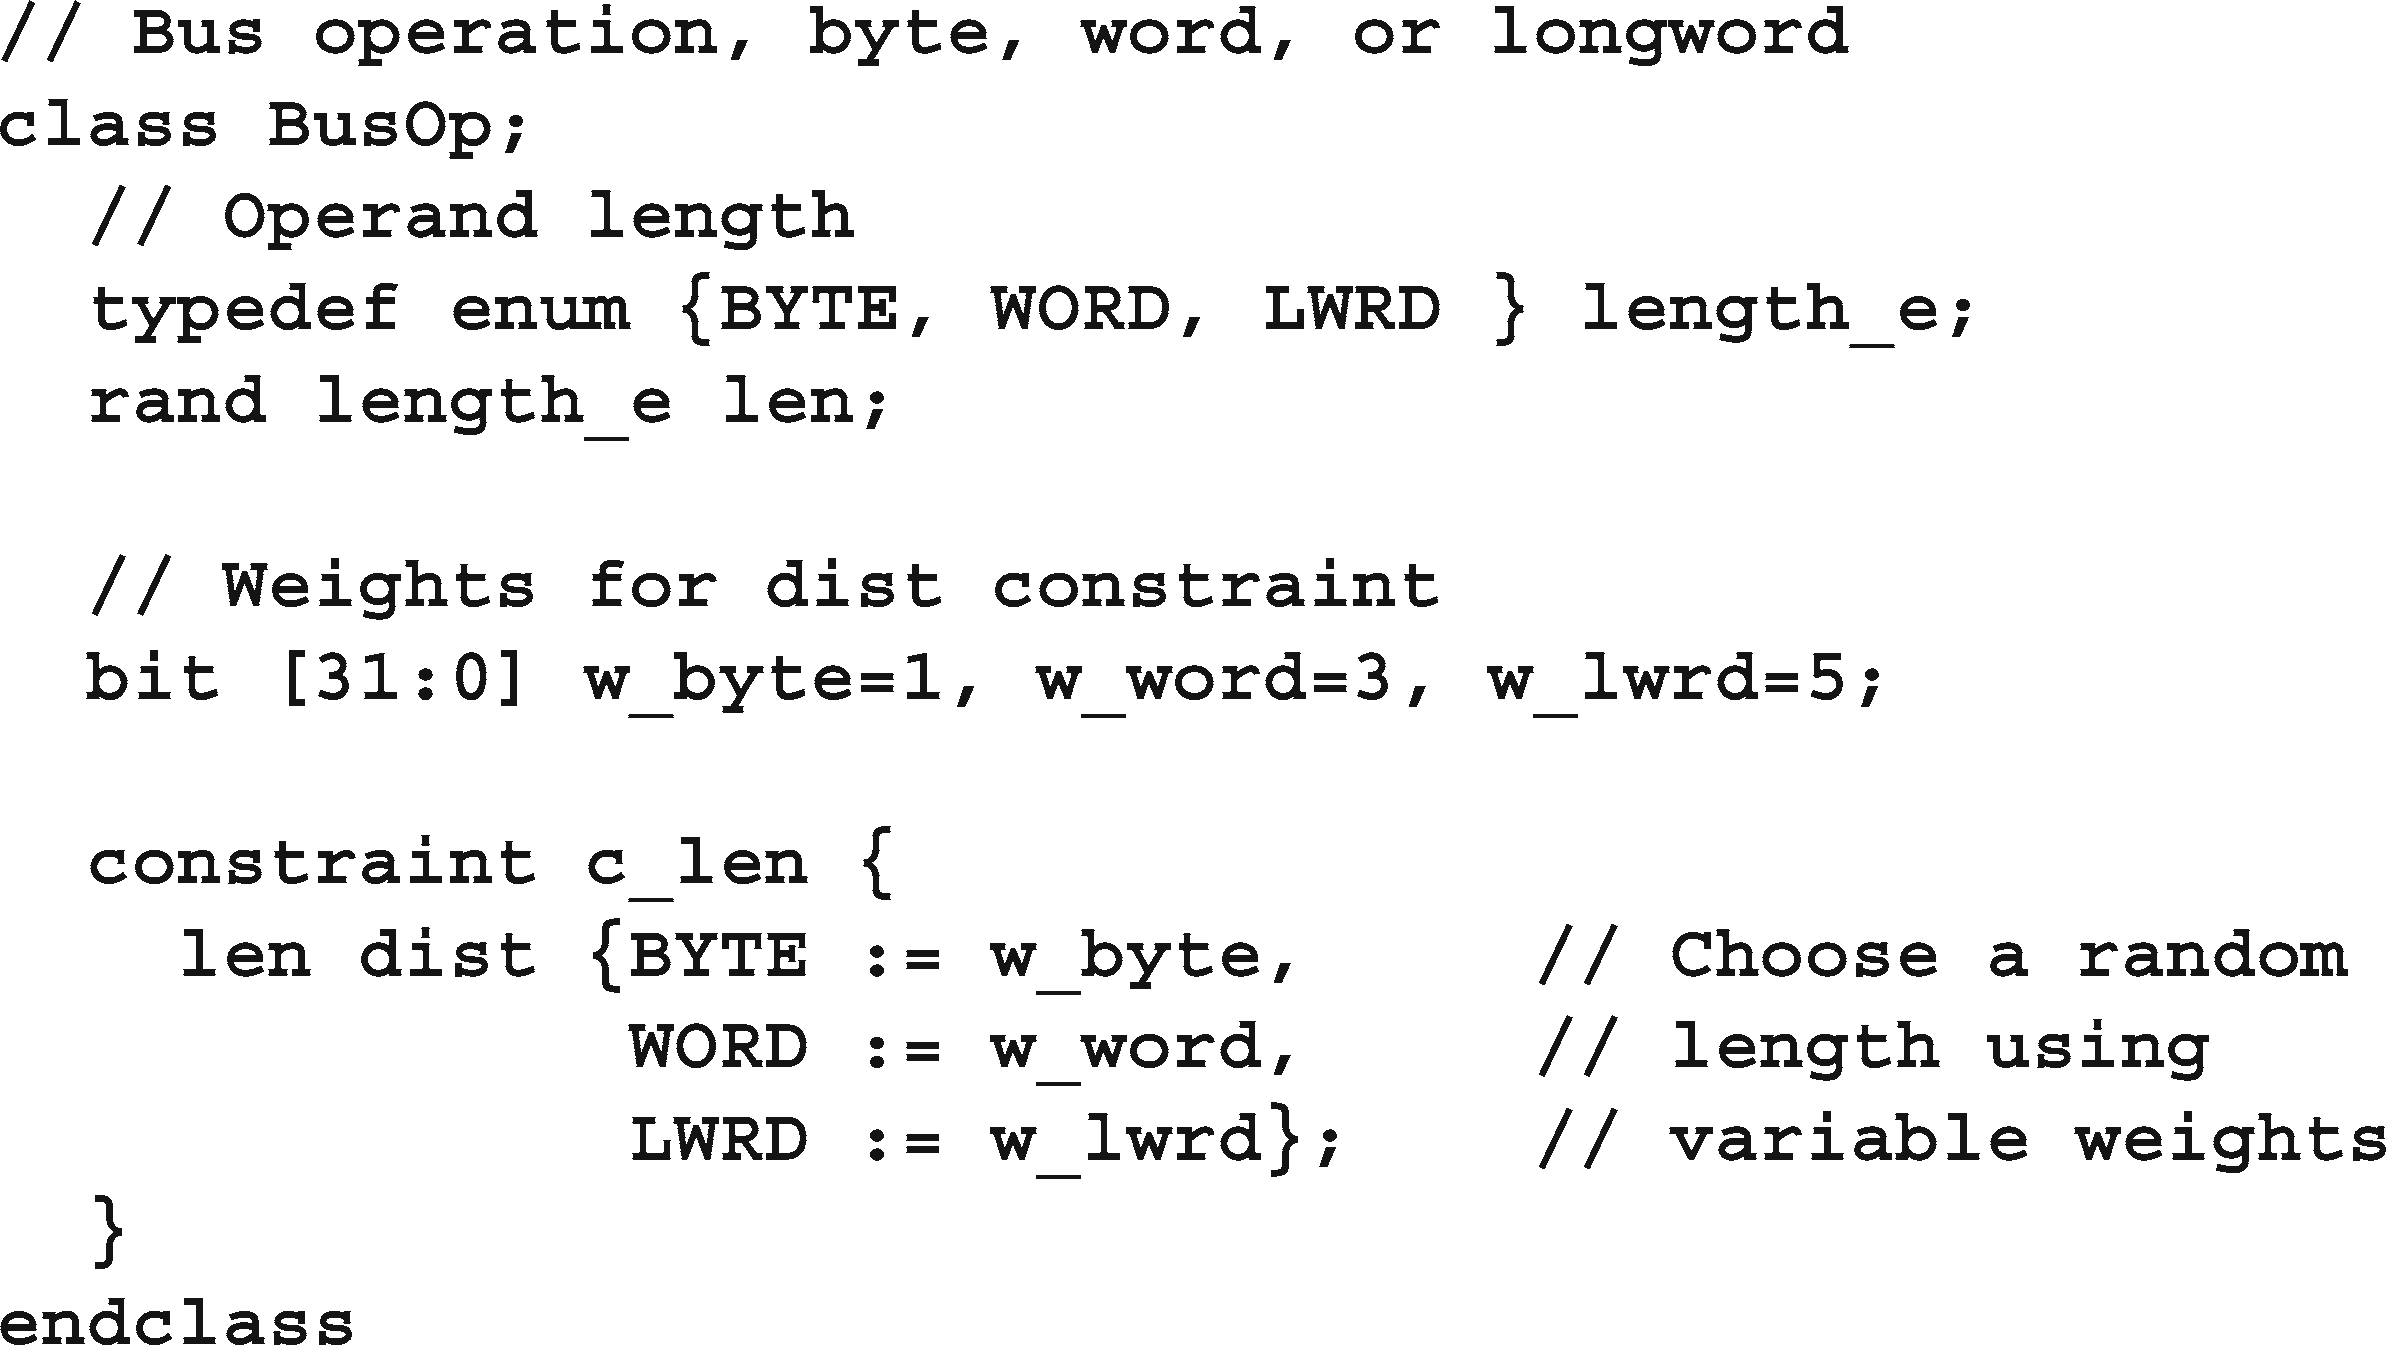 // Bus operation, byte, word, or longword
class BusOp;
  // Operand length
  typedef enum {BYTE, WORD, LWRD } length_e;
  rand length_e len;

  // Weights for dist constraint
  bit [31:0] w_byte=1, w_word=3, w_lwrd=5;

  constraint c_len {
    len dist {BYTE := w_byte,     // Choose a random
              WORD := w_word,     // length using
              LWRD := w_lwrd};    // variable weights
  }
endclass